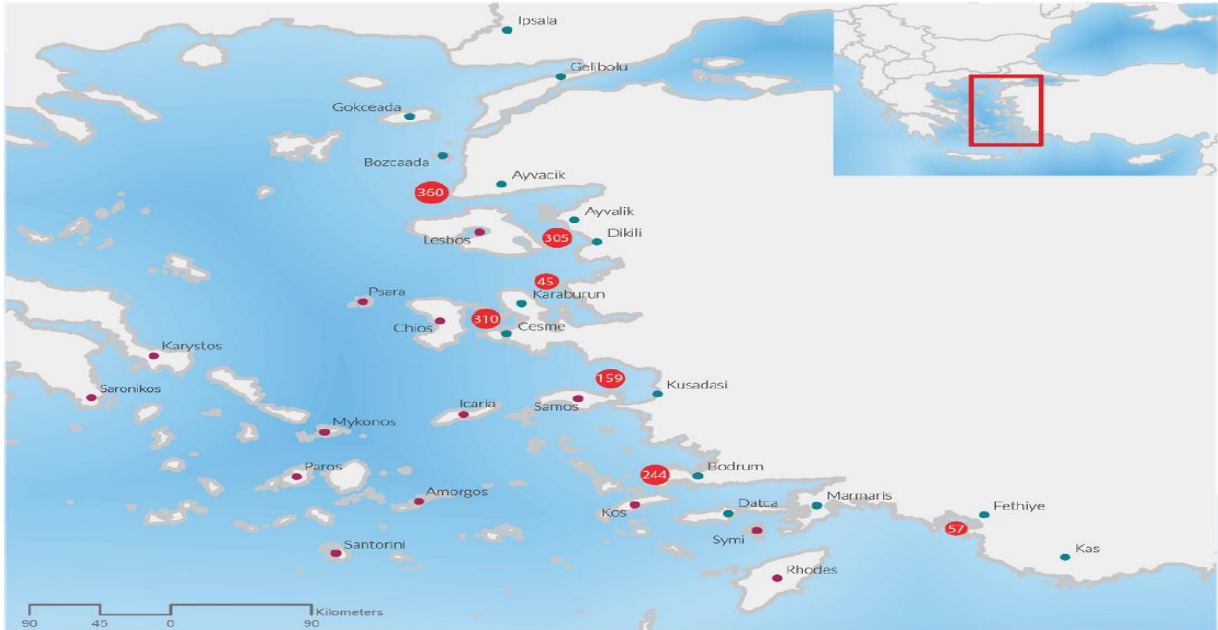 Ipsala
Gelibolu
Gokceada
Bozcaada
Ayvacik
360
Ayvalik
Lesbos
305
Dikili
45
Psara
Karaburun
310
Chios
Cesme
Karystos
159
Saronikos
Kusadasi
Icaria
Samos
Mykonos
Paros
244
Bodrum
Amorgos
Kos
Datca
Marmaris
Fethiye
57
Symi
Santorini
Kas
Rhodes
Kilometers
90 45 0 90